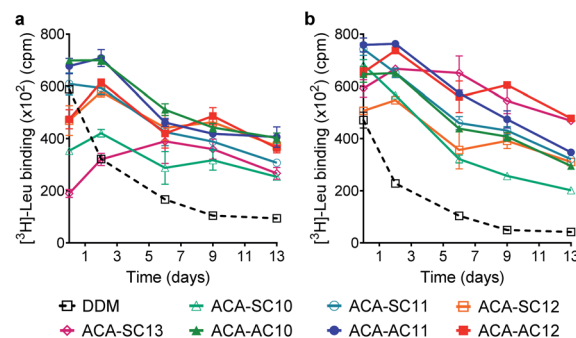 a
b
[³H]-Leu binding (x10²) (cpm)
800
600
400
200
0
1 3 5 7 9 11 13
Time (days)
[³H]-Leu binding (x10²) (cpm)
800
600
400
200
0
1 3 5 7 9 11 13
Time (days)
DDM ACA-SC10 ACA-SC11 ACA-SC12
ACA-SC13 ACA-AC10 ACA-AC11 ACA-AC12